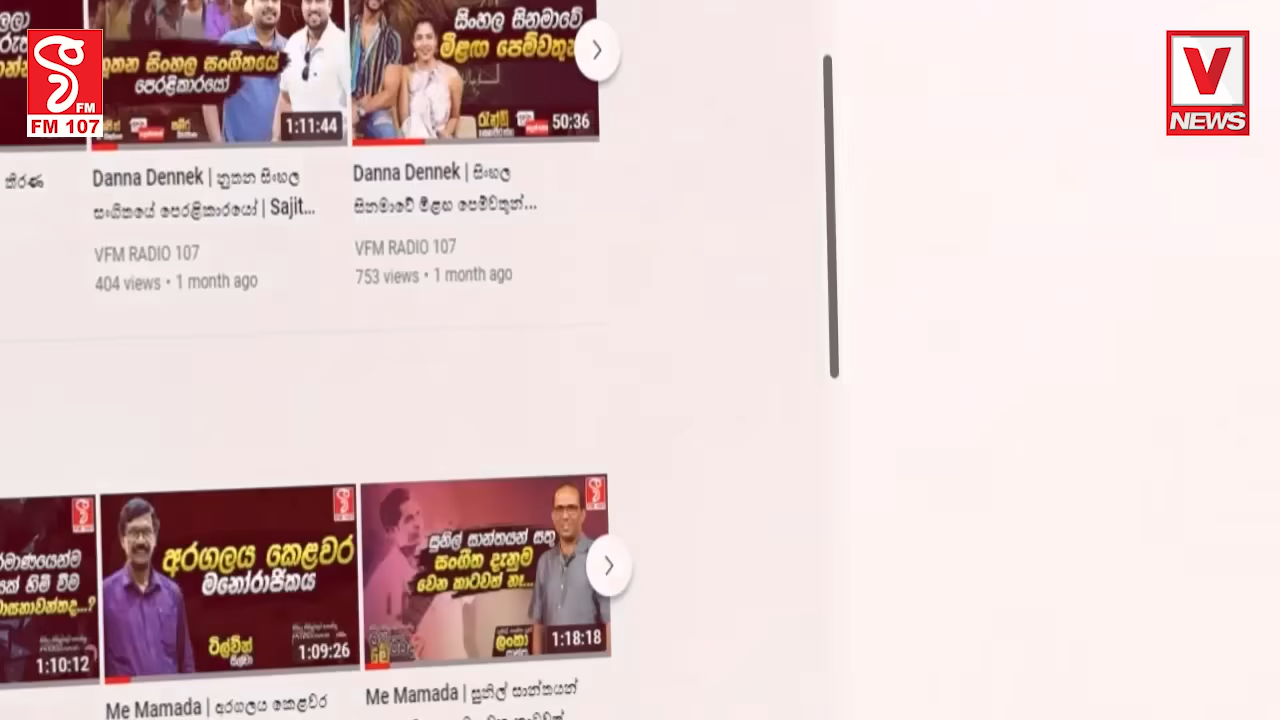 සිංහල සිනමාවේ
FM
FM 107
V
NEWS
නූතන සිංහල සංගීතයේ
පෙරළිකාරයෝ
1:11:44
50:36
කිරණ
Danna Dennek | නූතන සිංහල
සංගීතයේ පෙරළිකාරයෝ | Sajit...
VFM RADIO 107
404 views • 1 month ago
Danna Dennek | සිංහල
සිනමාවේ මිළඟ පෙම්වතුන්...
VFM RADIO 107
753 views • 1 month ago
1:10:12
අරගලය කෙළවර
මනෝරාජිකය
ටිල්වින්
සිල්වා
1:09:26
සුනිල් සාන්තයන් සතු
සංගීත දැනුම
වෙන කාටවත් නෑ...
ලංකා
1:18:18
Me Mamada | අරගලය කෙළවර
Me Mamada | සුනිල් සාන්තයන්